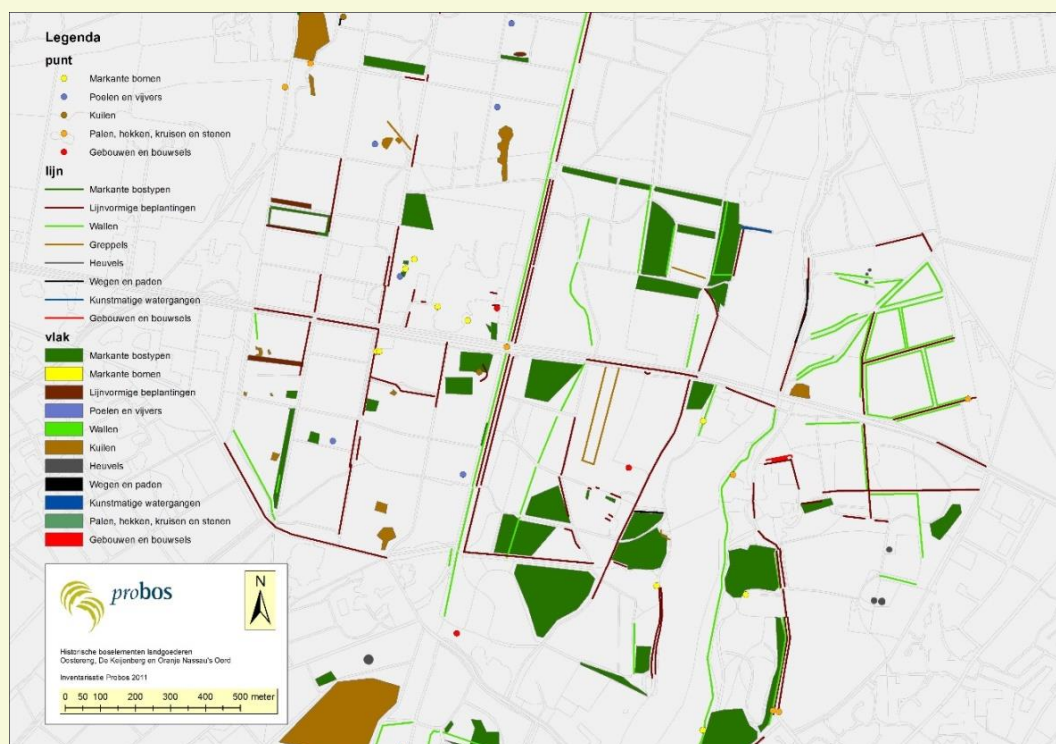 Legenda
punt
Markante bomen
Poelen en vijvers
Kuilen
Palen, hekken, kruisen en stenen
Gebouwen en bouwsels
lijn
Markante bostypen
Lijnvormige beplantingen
Wallen
Greppels
Heuvels
Wegen en paden
Kunstmatige watergangen
Gebouwen en bouwsels
vlak
Markante bostypen
Markante bomen
Lijnvormige beplantingen
Poelen en vijvers
Wallen
Kuilen
Heuvels
Wegen en paden
Kunstmatige watergangen
Palen, hekken, kruisen en stenen
Gebouwen en bouwsels
probos
N
Historische boselementen landgoederen
Oostereng, De Keijenberg en Oranje Nassau's Oord
Inventarisatie Probos 2011
0 50 100 200 300 400 500 meter